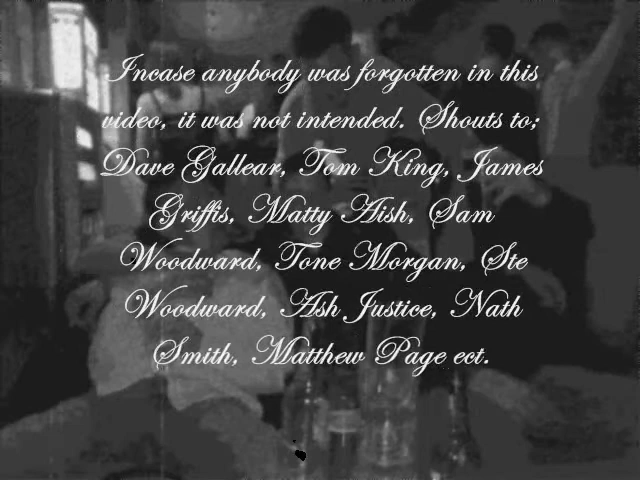 Incase anybody was forgotten in this
video, it was not intended. Shouts to;
Dave Gallear, Tom King, James
Griffis, Matty Aish, Sam
Woodward, Tone Morgan, Ste
Woodward, Ash Justice, Nath
Smith, Matthew Page ect.